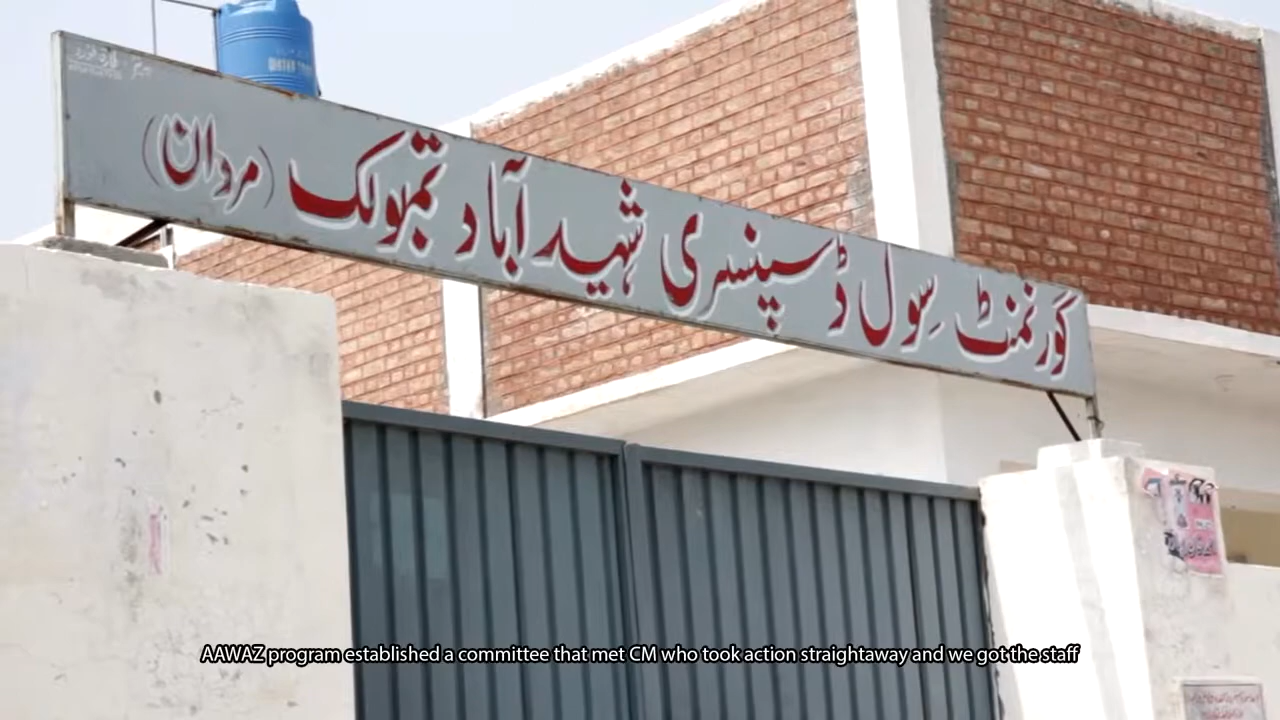 گورنمنٹ سِول ڈسپنسری شہید آباد تمبولک (مردان)
AAWAZ program established a committee that met CM who took action straightaway and we got the staff